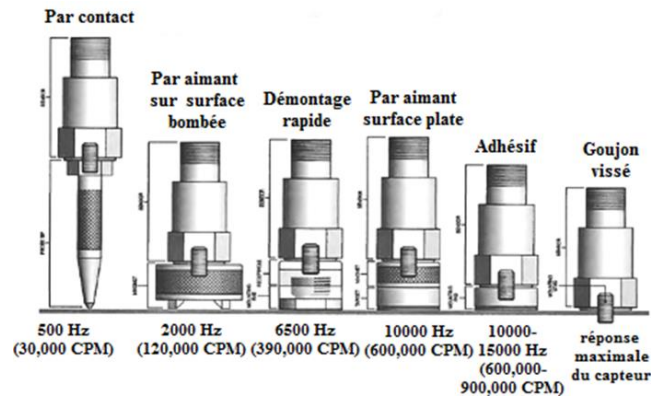 Par contact
Par aimant
sur surface
bombée
Démontage
rapide
Par aimant
surface plate
Adhésif
Goujon
vissé
500 Hz
(30,000 CPM)
2000 Hz
(120,000 CPM)
6500 Hz
(390,000 CPM)
10000 Hz
(600,000 CPM)
10000-
15000 Hz
(600,000-
900,000 CPM)
réponse
maximale
du capteur